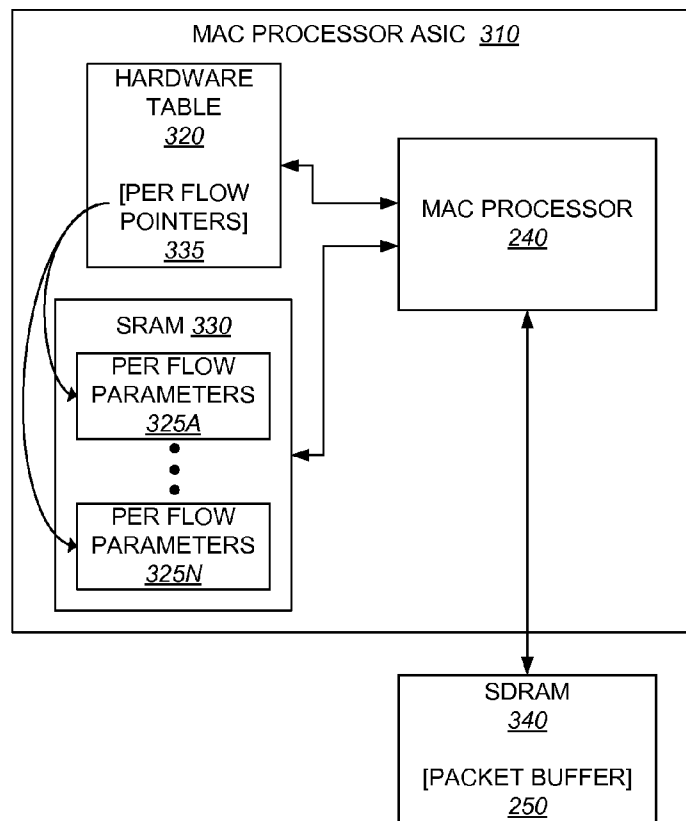 MAC PROCESSOR ASIC 310
HARDWARE
TABLE
320
[PER FLOW
POINTERS]
335
MAC PROCESSOR
240
SRAM 330
PER FLOW
PARAMETERS
325A
PER FLOW
PARAMETERS
325N
SDRAM
340
[PACKET BUFFER]
250